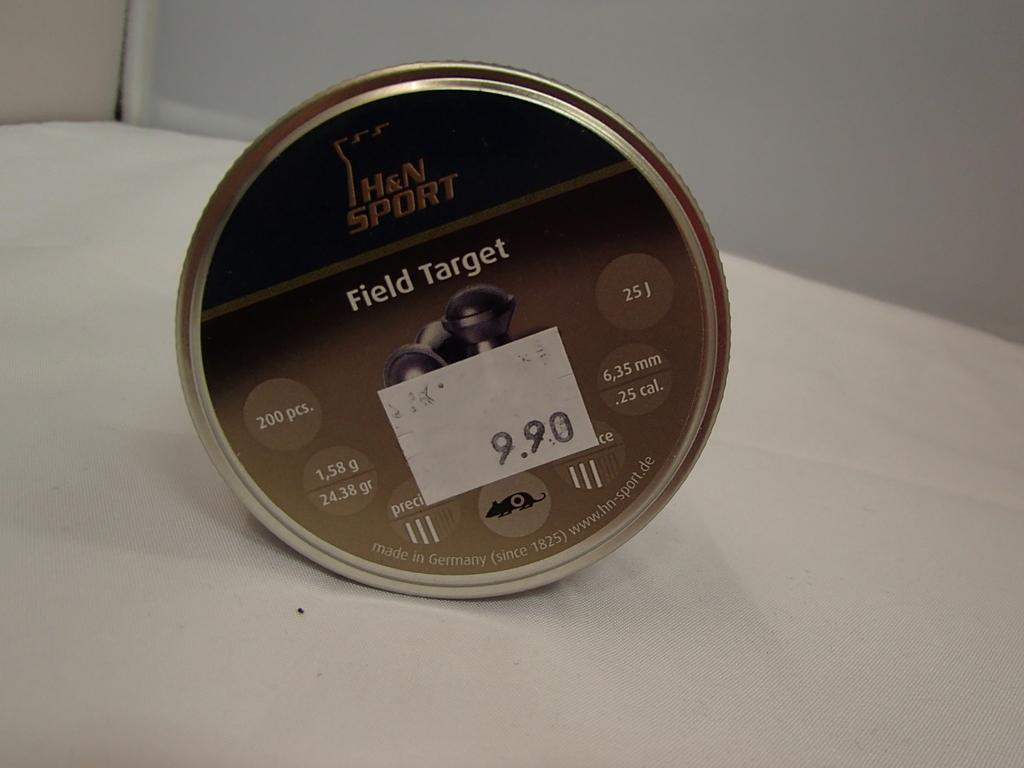 H&N
SPORT
Field Target
25 J
6,35 mm
.25 cal.
200 pcs.
9.90
1,58 g
24.38 gr
preci
ce
made in Germany (since 1825) www.hn-sport.de